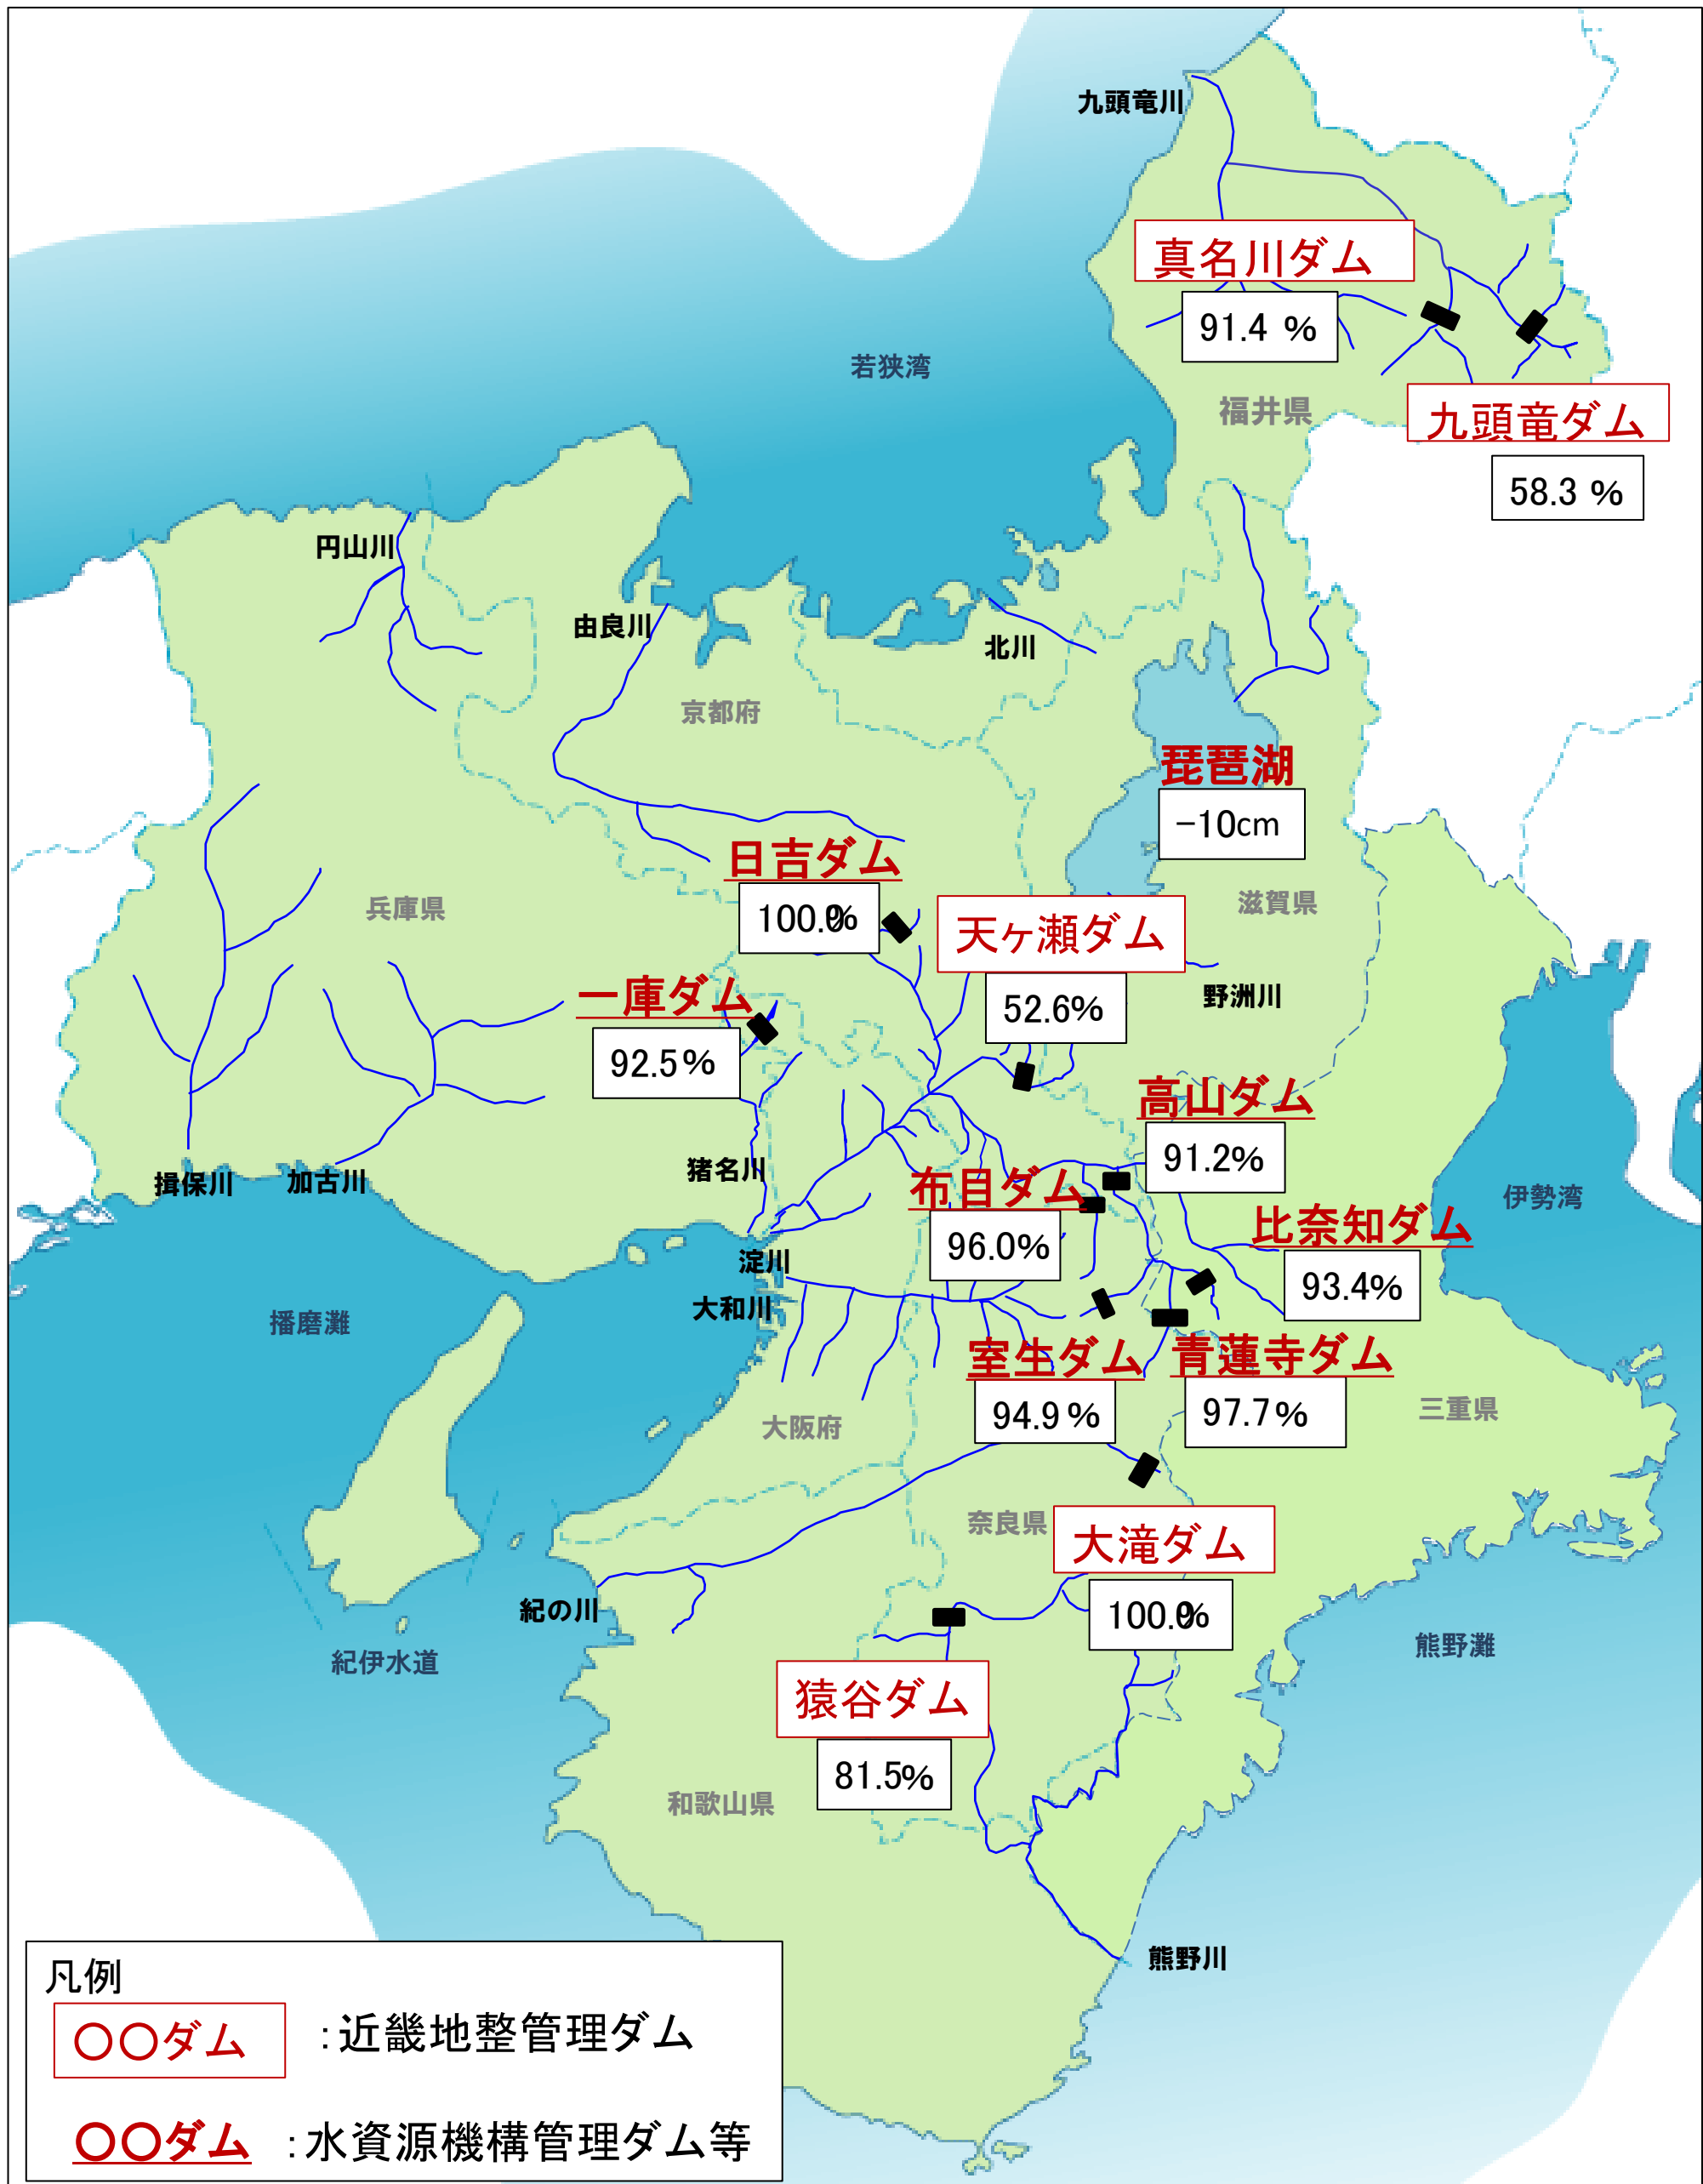 九頭竜川
真名川ダム
91.4 %
若狭湾
福井県
九頭竜ダム
58.3 %
円山川
由良川
北川
京都府
琵琶湖
-10cm
日吉ダム
100.0%
兵庫県
滋賀県
天ヶ瀬ダム
52.6%
野洲川
一庫ダム
92.5%
高山ダム
91.2%
猪名川
揖保川
加古川
布目ダム
96.0%
伊勢湾
比奈知ダム
93.4%
淀川
大和川
播磨灘
室生ダム
94.9%
青蓮寺ダム
97.7%
三重県
大阪府
奈良県
大滝ダム
100.0%
紀の川
紀伊水道
熊野灘
猿谷ダム
81.5%
和歌山県
熊野川
凡例
〇〇ダム :近畿地整管理ダム
〇〇ダム :水資源機構管理ダム等